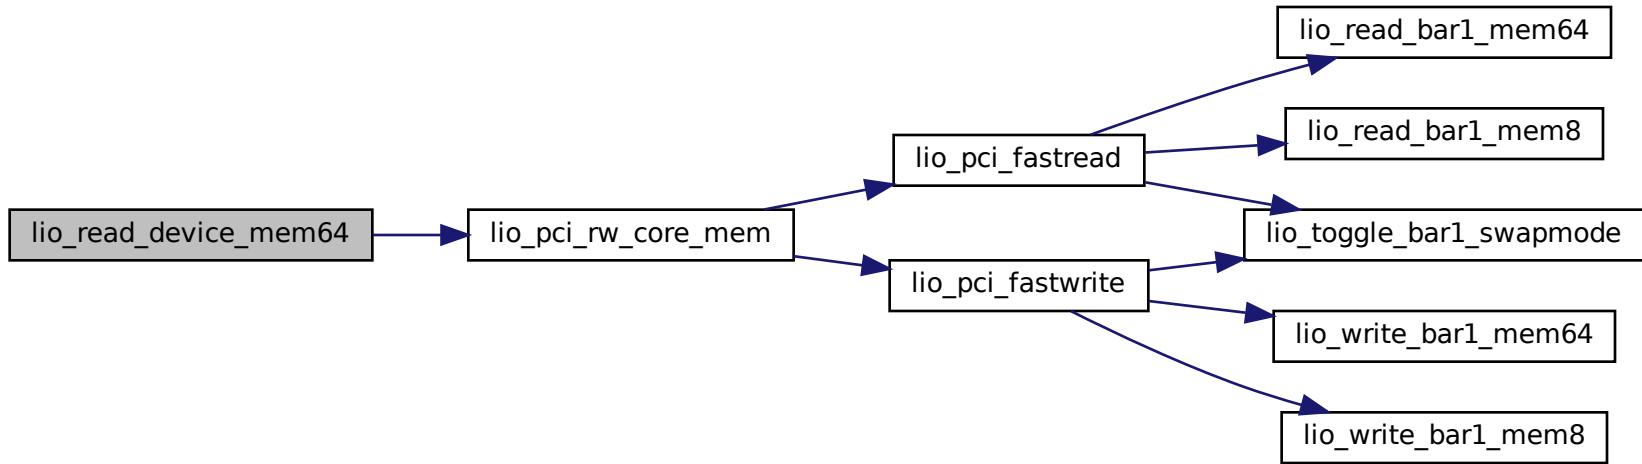 lio_read_device_mem64
lio_pci_rw_core_mem
lio_pci_fastread
lio_pci_fastwrite
lio_read_bar1_mem64
lio_read_bar1_mem8
lio_toggle_bar1_swapmode
lio_write_bar1_mem64
lio_write_bar1_mem8